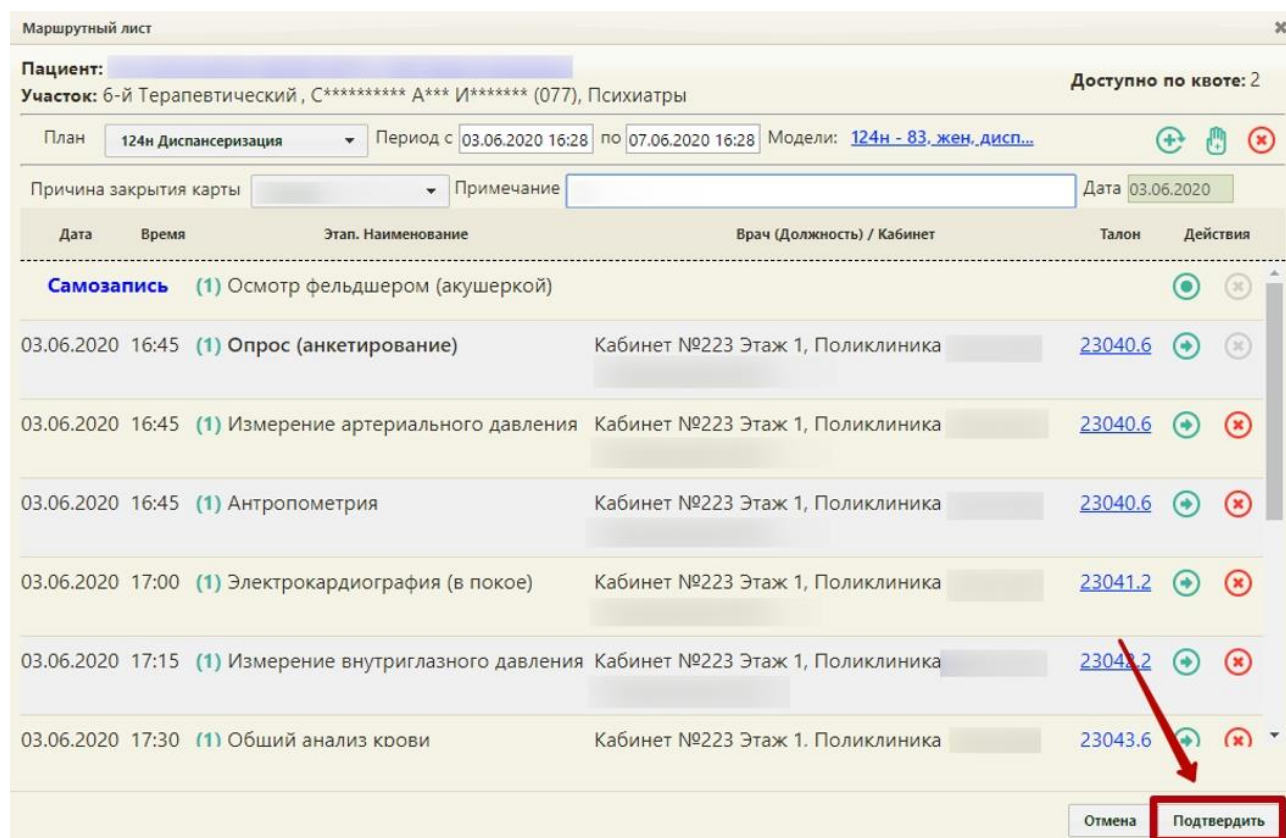 Маршрутный лист
Пациент:
Участок: 6-й Терапевтический , С********** А*** И******* (077), Психиатры
Доступно по квоте: 2
План 124н Диспансеризация Период с 03.06.2020 16:28 по 07.06.2020 16:28 Модели: 124н - 83, жен, дисп...
Причина закрытия карты Примечание Дата 03.06.2020
Дата Время Этап. Наименование Врач (Должность) / Кабинет Талон Действия
Самозапись (1) Осмотр фельдшером (акушеркой)
03.06.2020 16:45 (1) Опрос (анкетирование) Кабинет №223 Этаж 1, Поликлиника 23040.6
03.06.2020 16:45 (1) Измерение артериального давления Кабинет №223 Этаж 1, Поликлиника 23040.6
03.06.2020 16:45 (1) Антропометрия Кабинет №223 Этаж 1, Поликлиника 23040.6
03.06.2020 17:00 (1) Электрокардиография (в покое) Кабинет №223 Этаж 1, Поликлиника 23041.2
03.06.2020 17:15 (1) Измерение внутриглазного давления Кабинет №223 Этаж 1, Поликлиника 23042.2
03.06.2020 17:30 (1) Общий анализ крови Кабинет №223 Этаж 1, Поликлиника 23043.6
Отмена Подтвердить